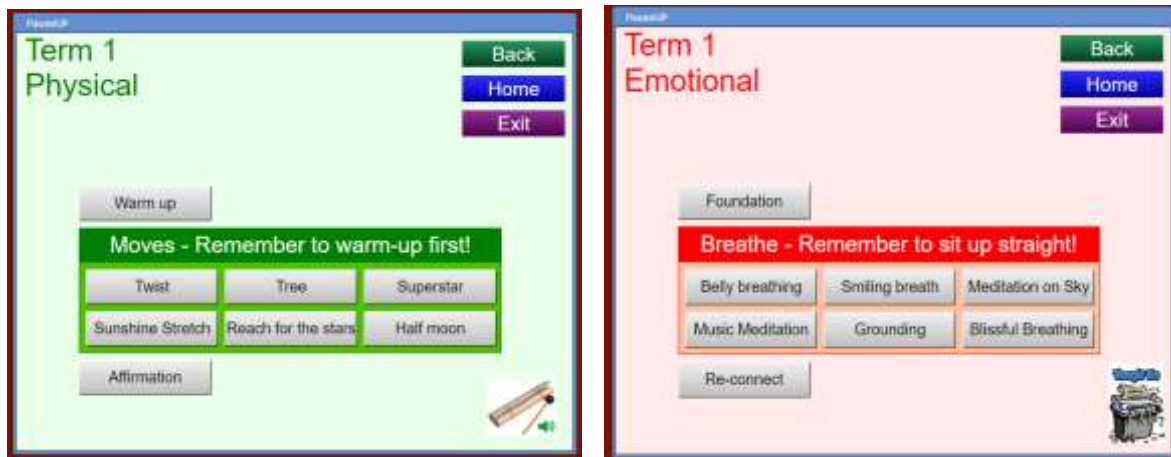 Term 1
Physical
Back
Home
Exit
Warm up
Moves - Remember to warm-up first!
Twist
Tree
Superstar
Sunshine Stretch
Reach for the stars
Half moon
Affirmation
Term 1
Emotional
Back
Home
Exit
Foundation
Breathe - Remember to sit up straight!
Belly breathing
Smiling breath
Meditation on Sky
Music Meditation
Grounding
Blissful Breathing
Re-connect